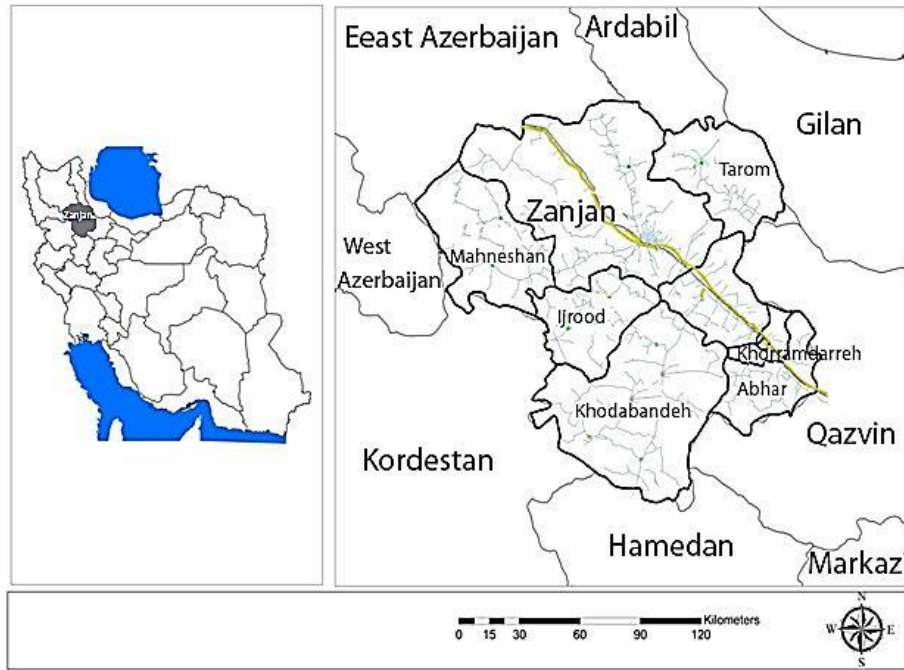 Eeast Azerbaijan
Ardabil
Gilan
Tarom
Zanjan
Zanjan
West
Azerbaijan
Mahneshan
Ijrood
Khorramdarreh
Abhar
Khodabandeh
Qazvin
Kordestan
Hamedan
Markazi
Kilometers
0 15 30 60 90 120
N
W E
S